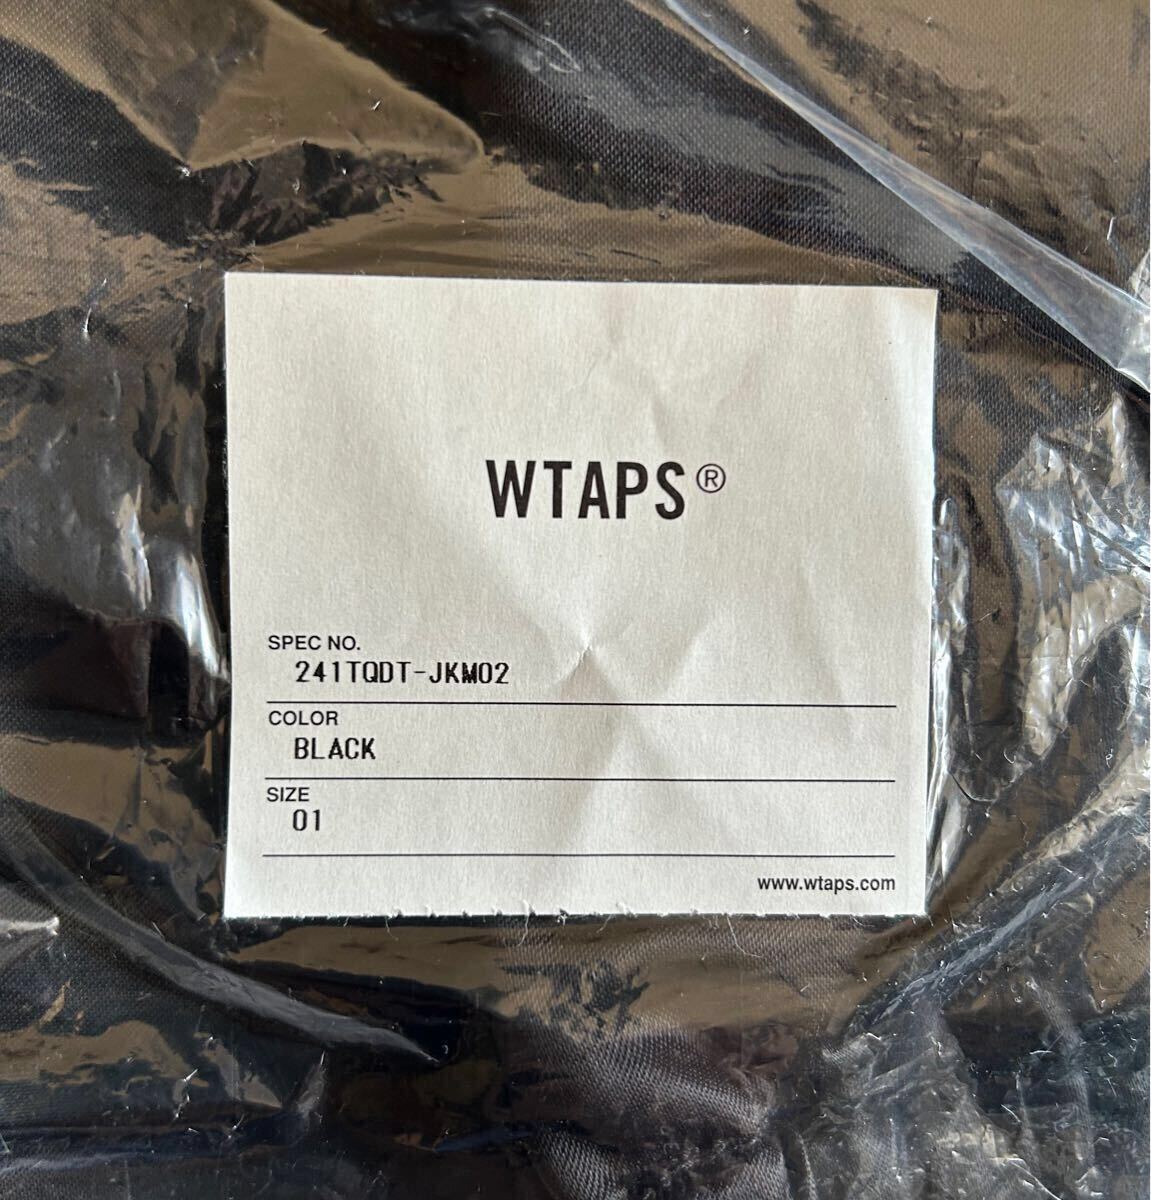 WTAPS®
SPEC NO.
241TQDT-JKM02
COLOR
BLACK
SIZE
01
www.wtaps.com